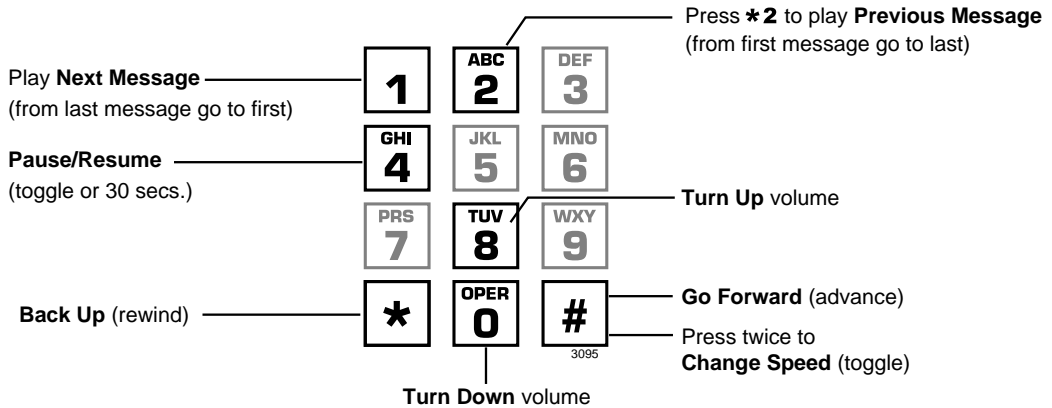 Press *2 to play Previous Message
(from first message go to last)
Play Next Message
(from last message go to first)
1
ABC
2
DEF
3
Pause/Resume
(toggle or 30 secs.)
GHI
4
JKL
5
MNO
6
Turn Up volume
PRS
7
TUV
8
WXY
9
Back Up (rewind)
*
OPER
0
#
3095
Go Forward (advance)
Press twice to
Change Speed (toggle)
Turn Down volume